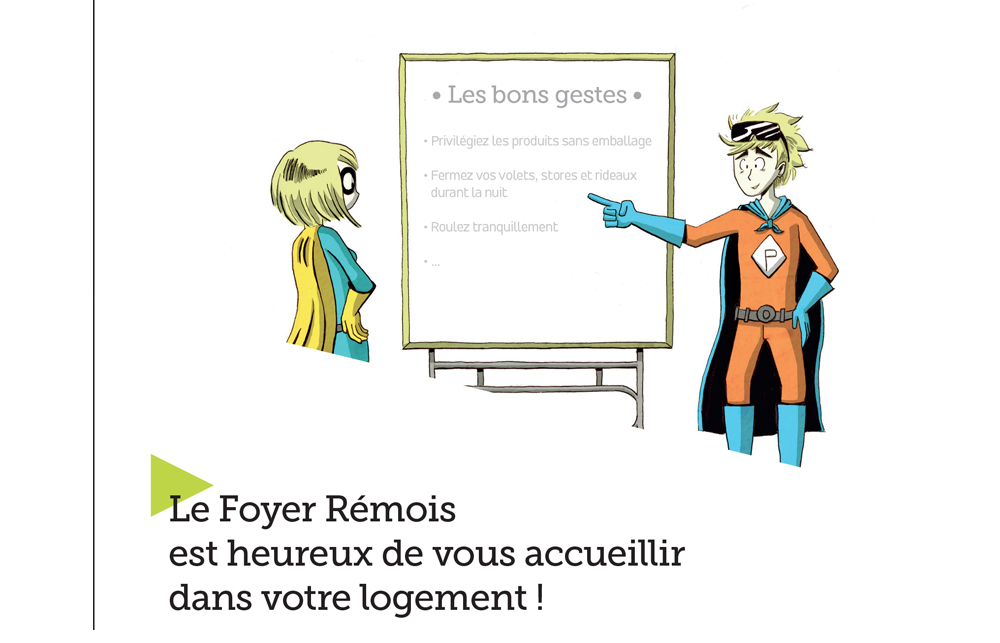 • Les bons gestes •
• Privilégiez les produits sans emballage
• Fermez vos volets, stores et rideaux
durant la nuit
• Roulez tranquillement
• ...
P
Le Foyer Rémois
est heureux de vous accueillir
dans votre logement !